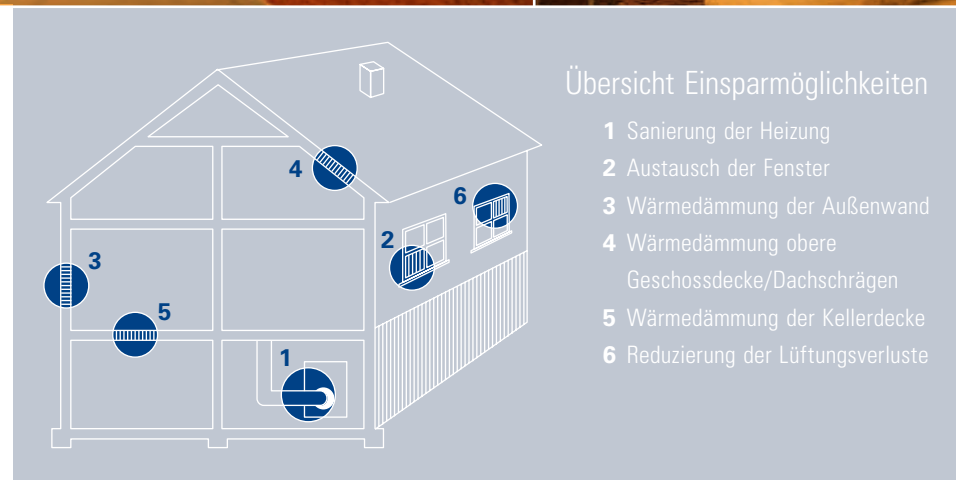 Übersicht Einsparmöglichkeiten
1 Sanierung der Heizung
2 Austausch der Fenster
3 Wärmedämmung der Außenwand
4 Wärmedämmung obere
Geschossdecke/Dachschrägen
5 Wärmedämmung der Kellerdecke
6 Reduzierung der Lüftungsverluste
4
6
2
3
5
1